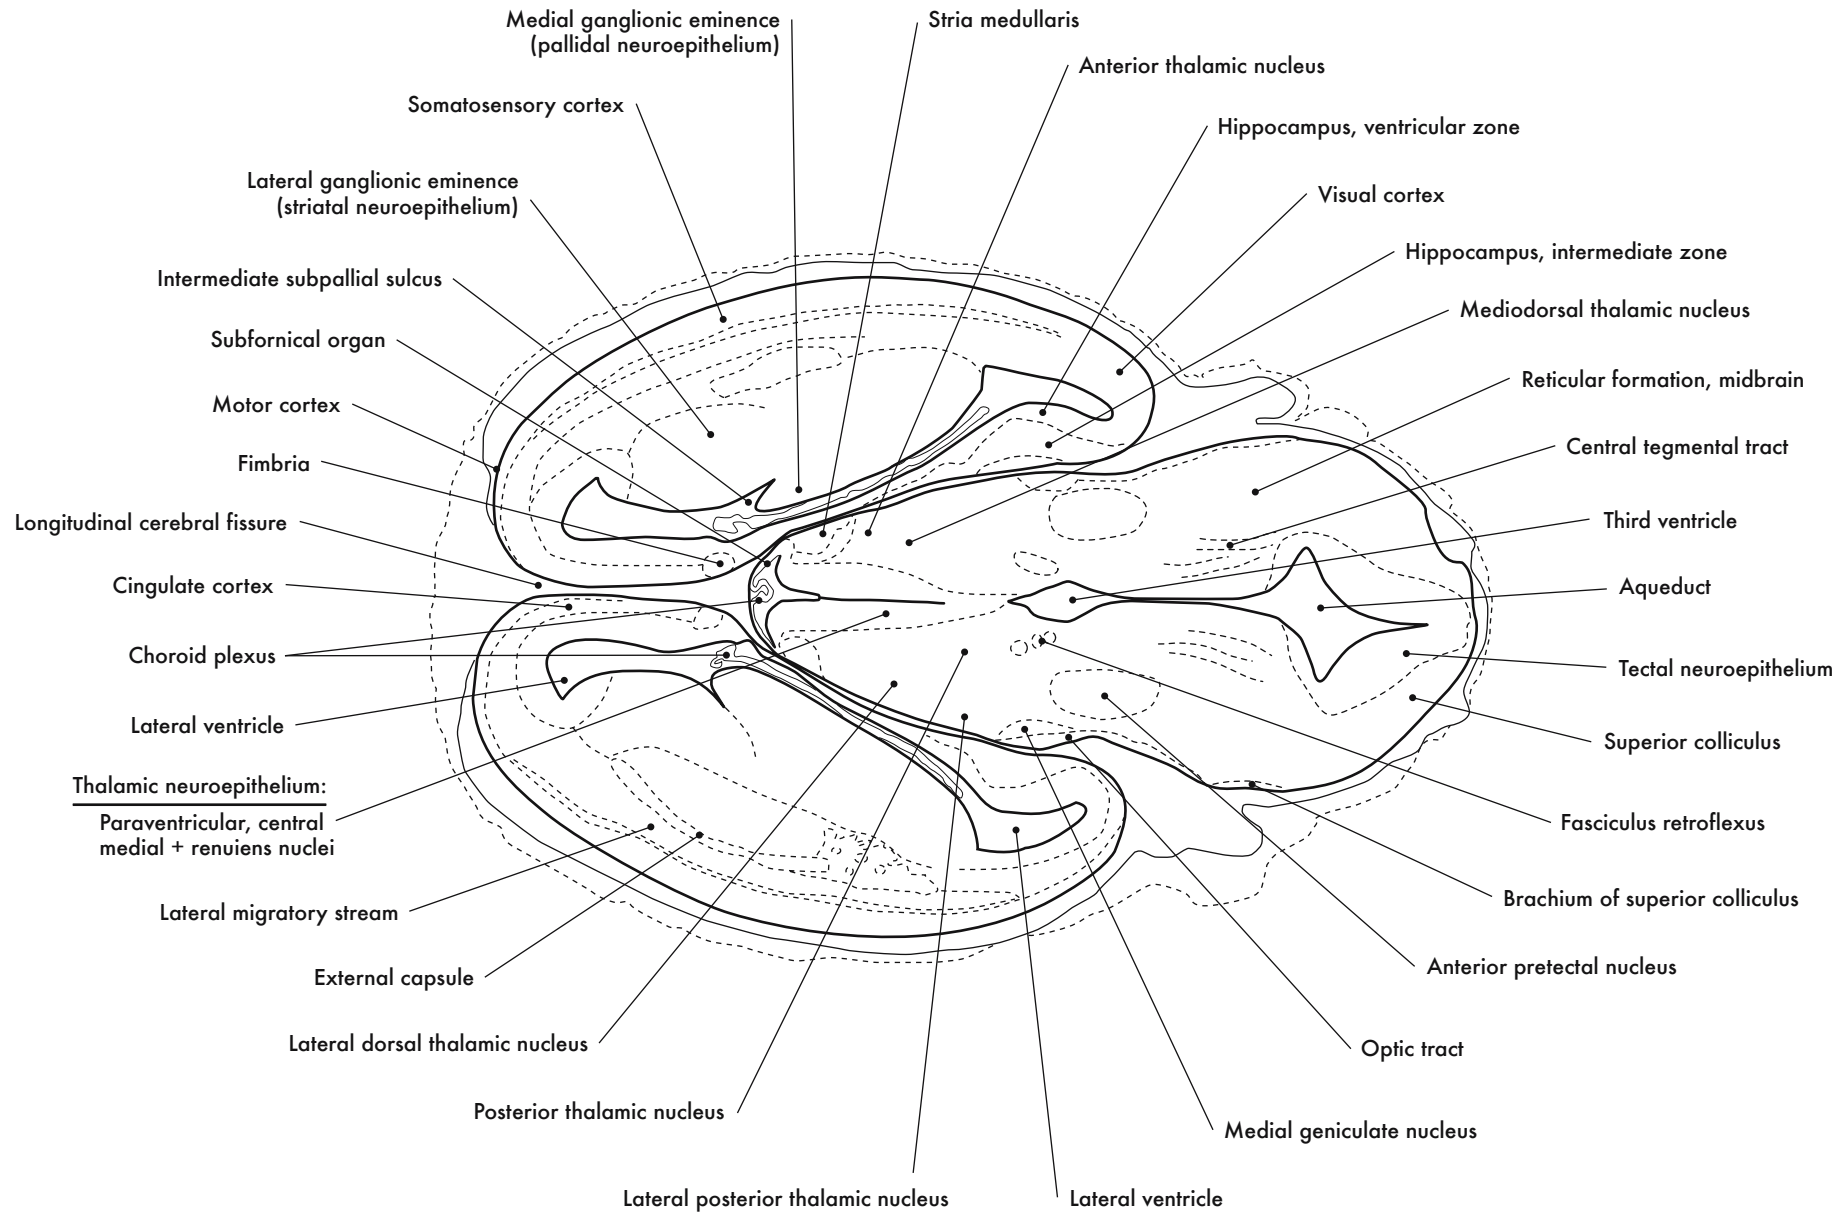 Medial ganglionic eminence
(pallidal neuroepithelium)
Stria medullaris
Anterior thalamic nucleus
Somatosensory cortex
Hippocampus, ventricular zone
Lateral ganglionic eminence
(striatal neuroepithelium)
Visual cortex
Hippocampus, intermediate zone
Intermediate subpallial sulcus
Mediodorsal thalamic nucleus
Subfornical organ
Reticular formation, midbrain
Motor cortex
Central tegmental tract
Fimbria
Third ventricle
Longitudinal cerebral fissure
Aqueduct
Cingulate cortex
Choroid plexus
Tectal neuroepithelium
Lateral ventricle
Superior colliculus
Thalamic neuroepithelium:
Paraventricular, central
medial + renuiens nuclei
Fasciculus retroflexus
Lateral migratory stream
Brachium of superior colliculus
External capsule
Anterior pretectal nucleus
Lateral dorsal thalamic nucleus
Optic tract
Posterior thalamic nucleus
Medial geniculate nucleus
Lateral posterior thalamic nucleus
Lateral ventricle